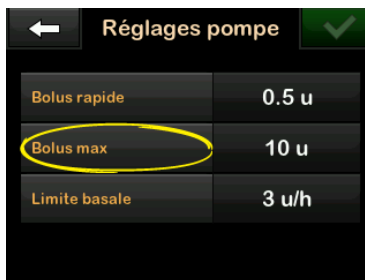 Réglages pompe
Bolus rapide 0.5 u
Bolus max 10 u
Limite basale 3 u/h